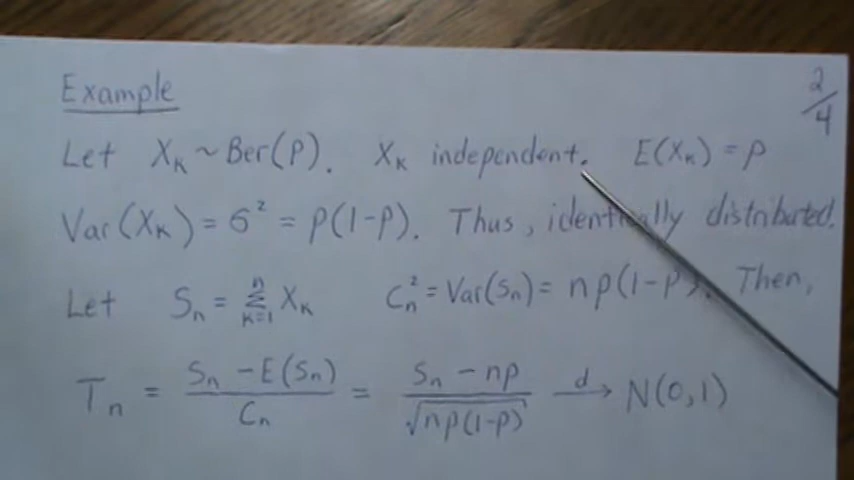 Example
2/4
Let X_K ~ Ber(P). X_K independent. E(X_K) = P
Var(X_K) = σ² = P(1-P). Thus, identically distributed.
Let S_n = Σ_{K=1}^{n} X_K C_n² = Var(S_n) = nP(1-P). Then,
T_n = (S_n - E(S_n))/C_n = (S_n - nP)/√(nP(1-P)) →^d N(0,1)